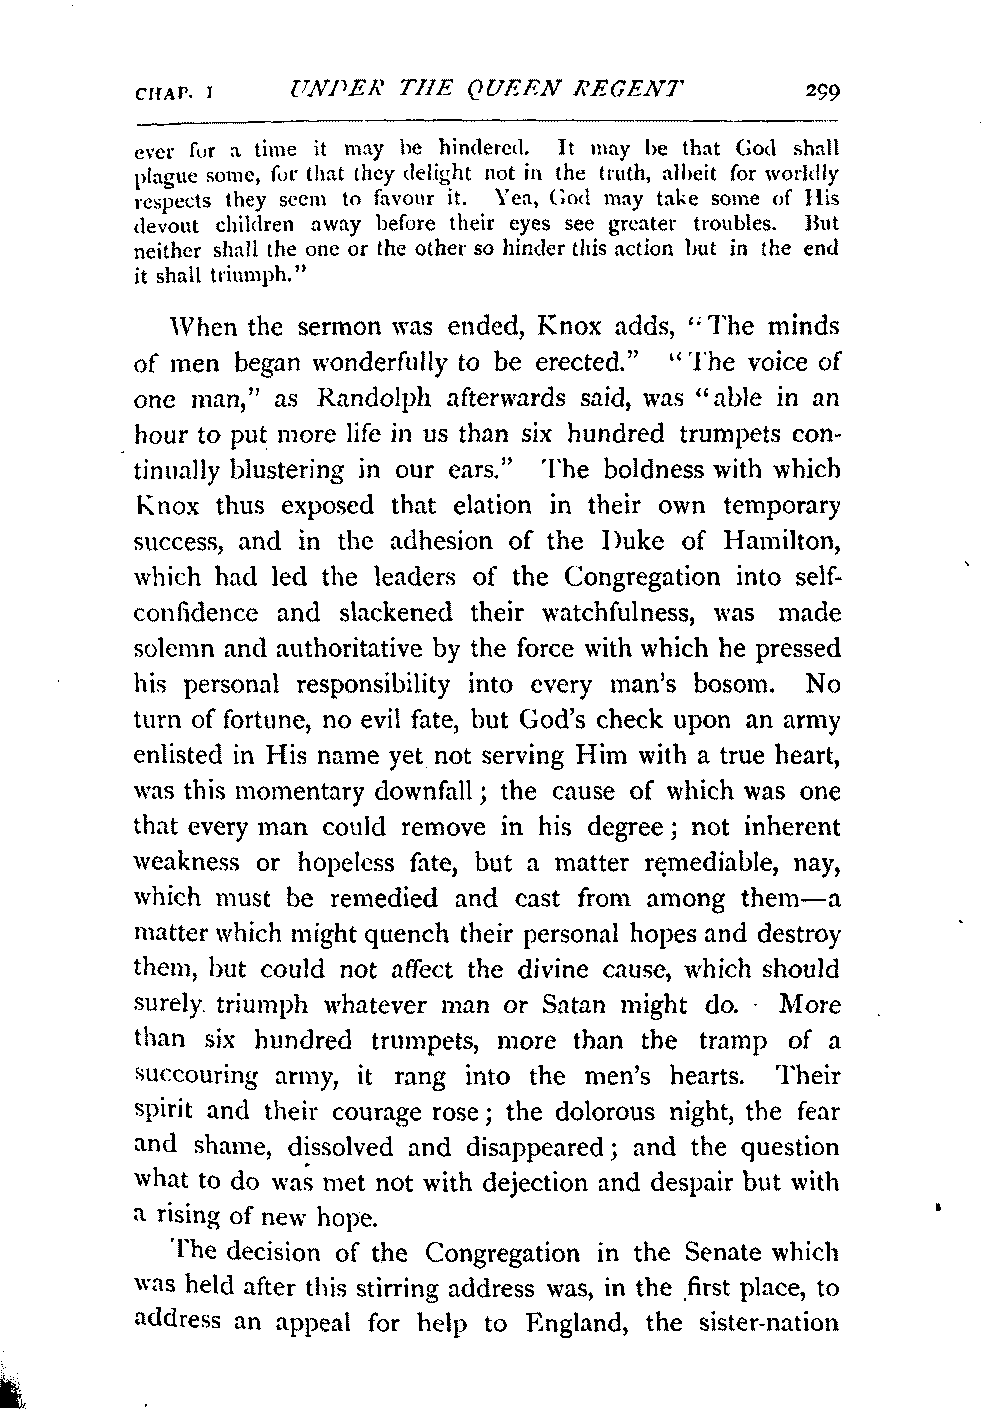 CHAP. I UNDER THE QUEEN REGENT 299
ever for a time it may be hindered. It may be that God shall
plague some, for that they delight not in the truth, albeit for worldly
respects they seem to favour it. Yea, God may take some of His
devout children away before their eyes see greater troubles. But
neither shall the one or the other so hinder this action but in the end
it shall triumph."
When the sermon was ended, Knox adds, "The minds
of men began wonderfully to be erected." "The voice of
one man," as Randolph afterwards said, was "able in an
hour to put more life in us than six hundred trumpets con-
tinually blustering in our ears." The boldness with which
Knox thus exposed that elation in their own temporary
success, and in the adhesion of the Duke of Hamilton,
which had led the leaders of the Congregation into self-
confidence and slackened their watchfulness, was made
solemn and authoritative by the force with which he pressed
his personal responsibility into every man's bosom. No
turn of fortune, no evil fate, but God's check upon an army
enlisted in His name yet not serving Him with a true heart,
was this momentary downfall; the cause of which was one
that every man could remove in his degree; not inherent
weakness or hopeless fate, but a matter remediable, nay,
which must be remedied and cast from among them—a
matter which might quench their personal hopes and destroy
them, but could not affect the divine cause, which should
surely triumph whatever man or Satan might do. More
than six hundred trumpets, more than the tramp of a
succouring army, it rang into the men's hearts. Their
spirit and their courage rose; the dolorous night, the fear
and shame, dissolved and disappeared; and the question
what to do was met not with dejection and despair but with
a rising of new hope.
The decision of the Congregation in the Senate which
was held after this stirring address was, in the first place, to
address an appeal for help to England, the sister-nation